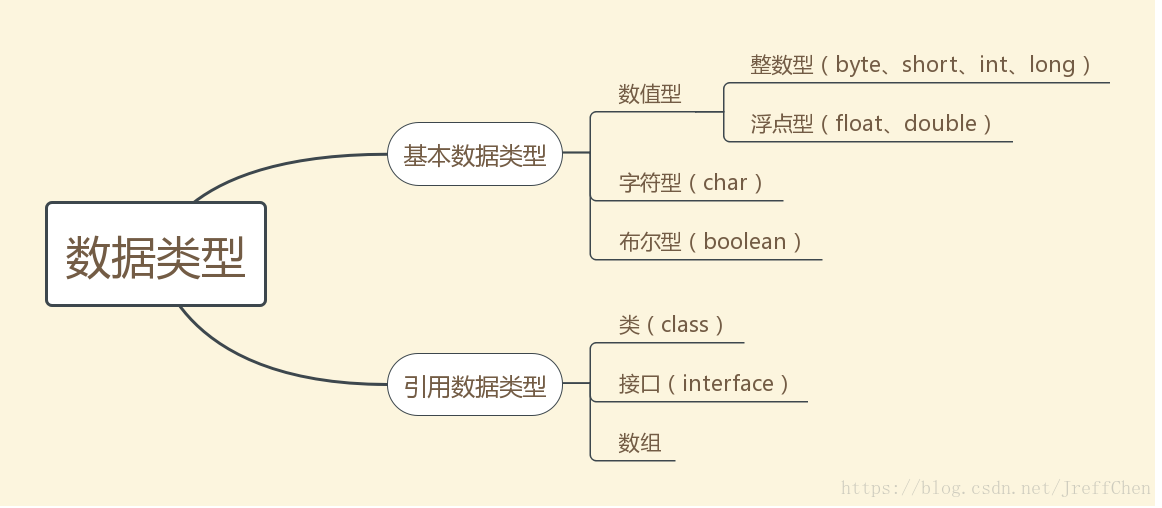 数据类型
基本数据类型
数值型
整数型（byte、short、int、long）
浮点型（float、double）
字符型（char）
布尔型（boolean）
引用数据类型
类（class）
接口（interface）
数组
https://blog.csdn.net/JreffChen